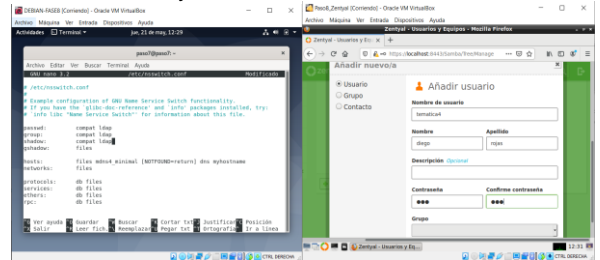 DEBIAN-FASE8 [Corriendo] - Oracle VM VirtualBox
Archivo Máquina Ver Entrada Dispositivos Ayuda
Actividades Terminal jue, 21 de may, 12:29
paso7@paso7: ~
Archivo Editar Ver Buscar Terminal Ayuda
GNU nano 3.2 /etc/nsswitch.conf Modificado
# /etc/nsswitch.conf
#
# Example configuration of GNU Name Service Switch functionality.
# If you have the `glibc-doc-reference' and `info' packages installed, try:
# `info libc "Name Service Switch"' for information about this file.
passwd: compat ldap
group: compat ldap
shadow: compat ldap
gshadow: files
hosts: files mdns4_minimal [NOTFOUND=return] dns myhostname
networks: files
protocols: db files
services: db files
ethers: db files
rpc: db files
Ver ayuda Guardar Buscar Cortar txt Justificar Posición
Salir Leer fich. Reemplazar Pegar txt Ortografía Ir a línea
CTRL DERECHA
Paso8_Zentyal [Corriendo] - Oracle VM VirtualBox
Archivo Máquina Ver Entrada Dispositivos Ayuda
Zentyal - Usuarios y Equipos - Mozilla Firefox
Zentyal - Usuarios y Eq
https://localhost:8443/Samba/Tree/Manage
Añadir nuevo/a
Usuario
Grupo
Contacto
Añadir usuario
Nombre de usuario
tematica4
Nombre Apellido
diego rojas
Descripción Opcional
Contraseña Confirme contraseña
Grupo
Zentyal - Usuarios y Eq...
12:31
CTRL DERECHA